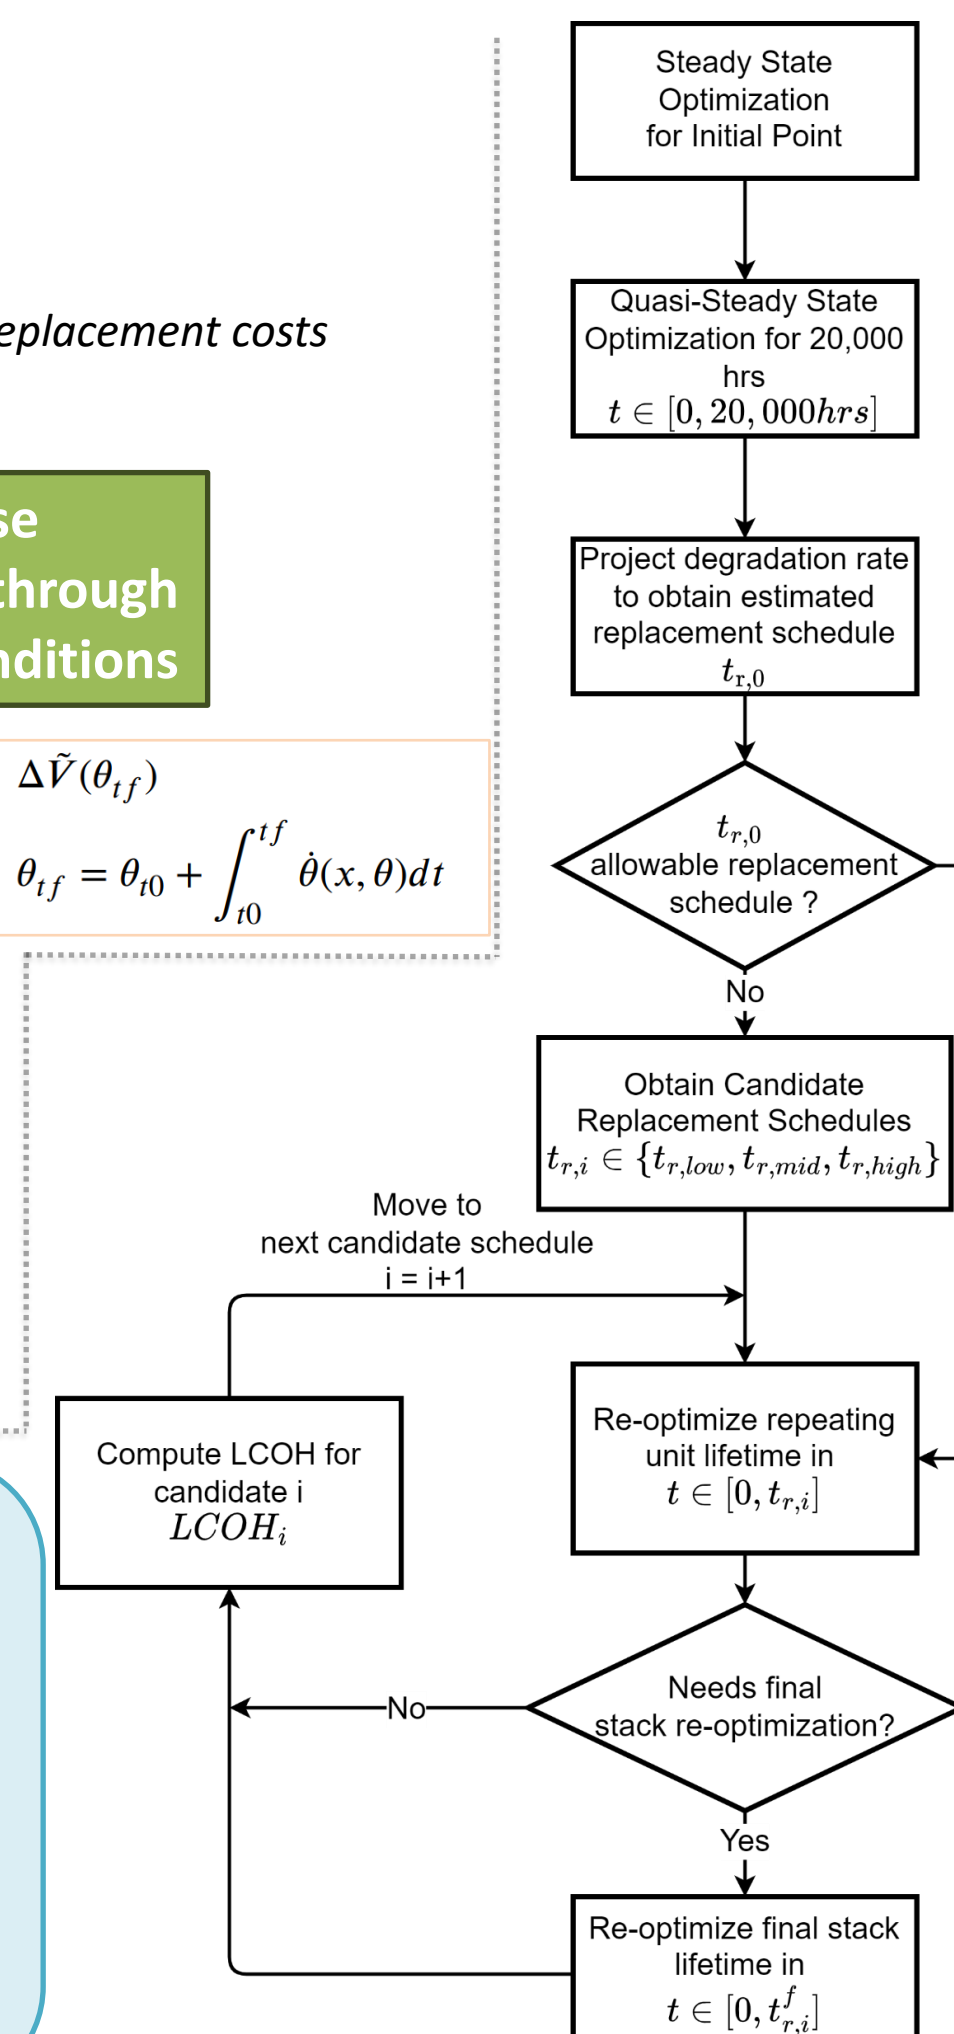 Steady State
Optimization
for Initial Point
Quasi-Steady State
Optimization for 20,000
hrs
t ∈ [0, 20, 000hrs]
Project degradation rate
to obtain estimated
replacement schedule
t_{r,0}
t_{r,0}
allowable replacement
schedule ?
No
Obtain Candidate
Replacement Schedules
t_{r,i} ∈ {t_{r,low}, t_{r,mid}, t_{r,high}}
Move to
next candidate schedule
i = i+1
Re-optimize repeating
unit lifetime in
t ∈ [0, t_{r,i}]
Compute LCOH for
candidate i
LCOH_i
Needs final
stack re-optimization?
No
Yes
Re-optimize final stack
lifetime in
t ∈ [0, t^f_{r,i}]
costs
through
ΔṼ(θ_{tf})
θ_{tf} = θ_{t0} + ∫_{t0}^{tf} θ̇(x, θ)dt